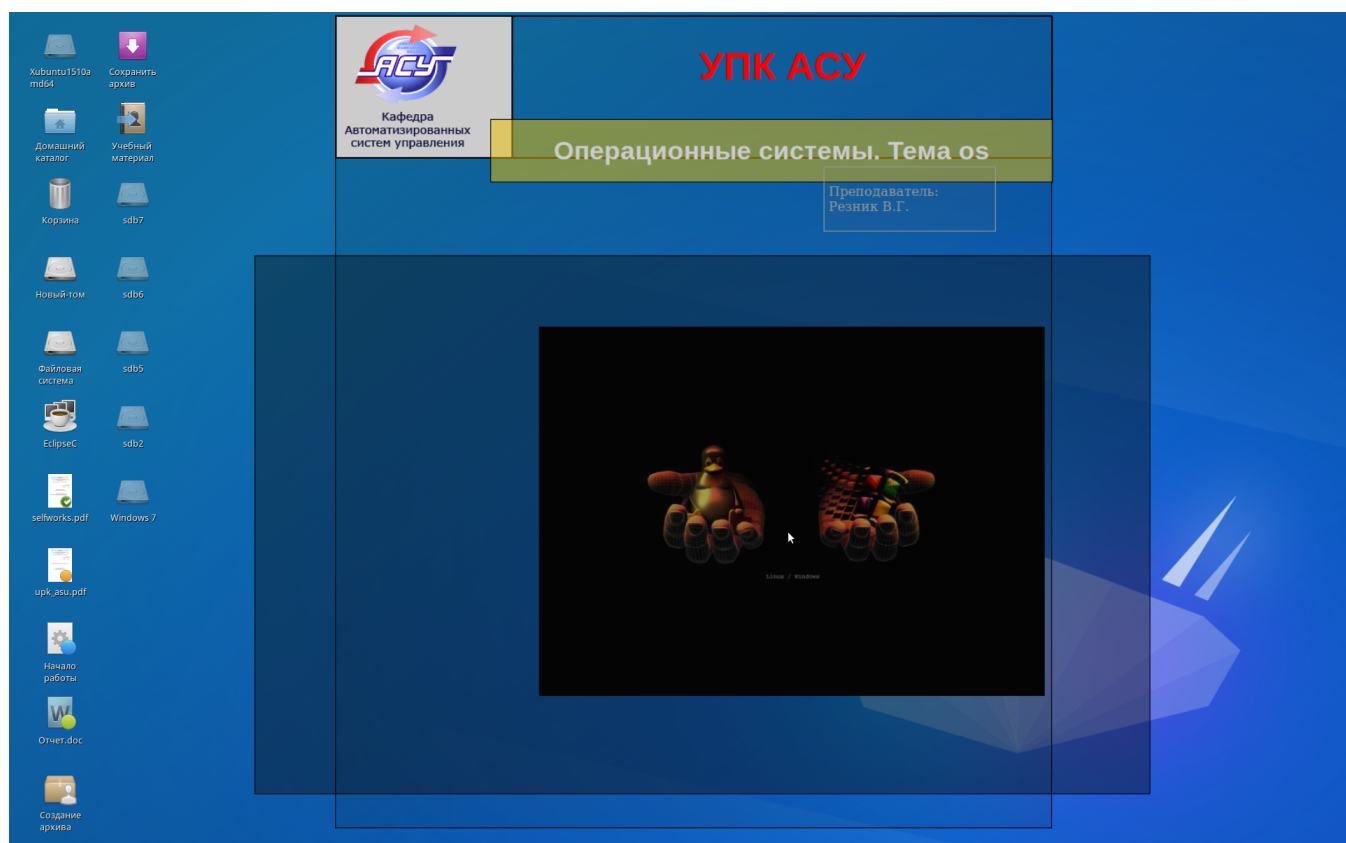 Xubuntu1510a
md64
Сохранить
архив
Домашний
каталог
Учебный
материал
Корзина
sdb7
Новый-том
sdb6
Файловая
система
sdb5
EclipseC
sdb2
selfworks.pdf
Windows 7
upk_asu.pdf
Начало
работы
W
Отчет.doc
Создание
архива
АСУ
Кафедра
Автоматизированных
систем управления
УПК АСУ
Операционные системы. Тема os
Преподаватель:
Резник В.Г.
Linux / Windows